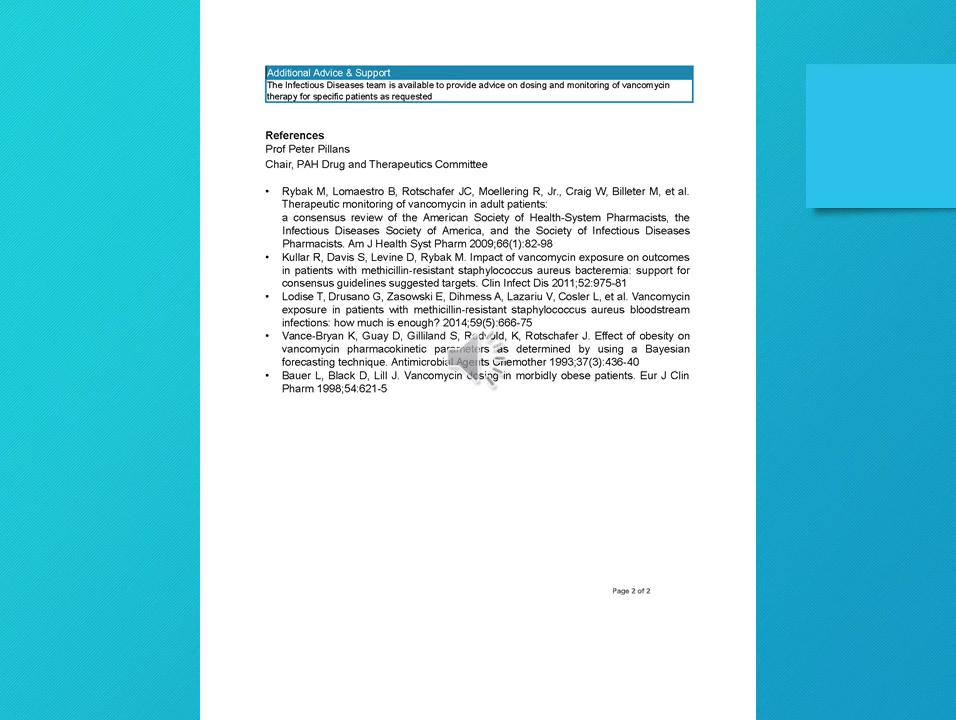 Additional Advice & Support
The Infectious Diseases team is available to provide advice on dosing and monitoring of vancomycin
therapy for specific patients as requested
References
Prof Peter Pillans
Chair, PAH Drug and Therapeutics Committee
• Rybak M, Lomaestro B, Rotschafer JC, Moellering R, Jr., Craig W, Billeter M, et al.
Therapeutic monitoring of vancomycin in adult patients:
a consensus review of the American Society of Health-System Pharmacists, the
Infectious Diseases Society of America, and the Society of Infectious Diseases
Pharmacists. Am J Health Syst Pharm 2009;66(1):82-98
• Kullar R, Davis S, Levine D, Rybak M. Impact of vancomycin exposure on outcomes
in patients with methicillin-resistant staphylococcus aureus bacteremia: support for
consensus guidelines suggested targets. Clin Infect Dis 2011;52:975-81
• Lodise T, Drusano G, Zasowski E, Dihmess A, Lazariu V, Cosler L, et al. Vancomycin
exposure in patients with methicillin-resistant staphylococcus aureus bloodstream
infections: how much is enough? 2014;59(5):666-75
• Vance-Bryan K, Guay D, Gilliland S, Rodvold, K, Rotschafer J. Effect of obesity on
vancomycin pharmacokinetic parameters as determined by using a Bayesian
forecasting technique. Antimicrobial Agents Chemother 1993;37(3):436-40
• Bauer L, Black D, Lill J. Vancomycin dosing in morbidly obese patients. Eur J Clin
Pharm 1998;54:621-5
Page 2 of 2